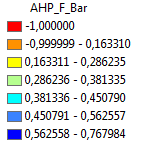 AHP_F_Bar
-1,000000
-0,999999 - 0,163310
0,163311 - 0,286235
0,286236 - 0,381335
0,381336 - 0,450790
0,450791 - 0,562557
0,562558 - 0,767984